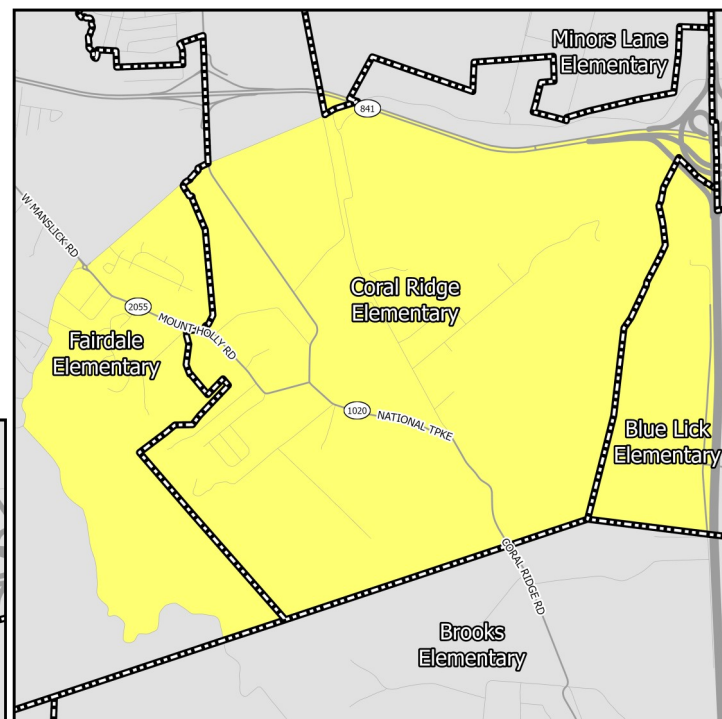 Minors Lane
Elementary
841
W MANSLICK RD
Coral Ridge
Elementary
2055
MOUNT HOLLY RD
Fairdale
Elementary
1020
NATIONAL TPKE
Blue Lick
Elementary
CORAL RIDGE RD
Brooks
Elementary